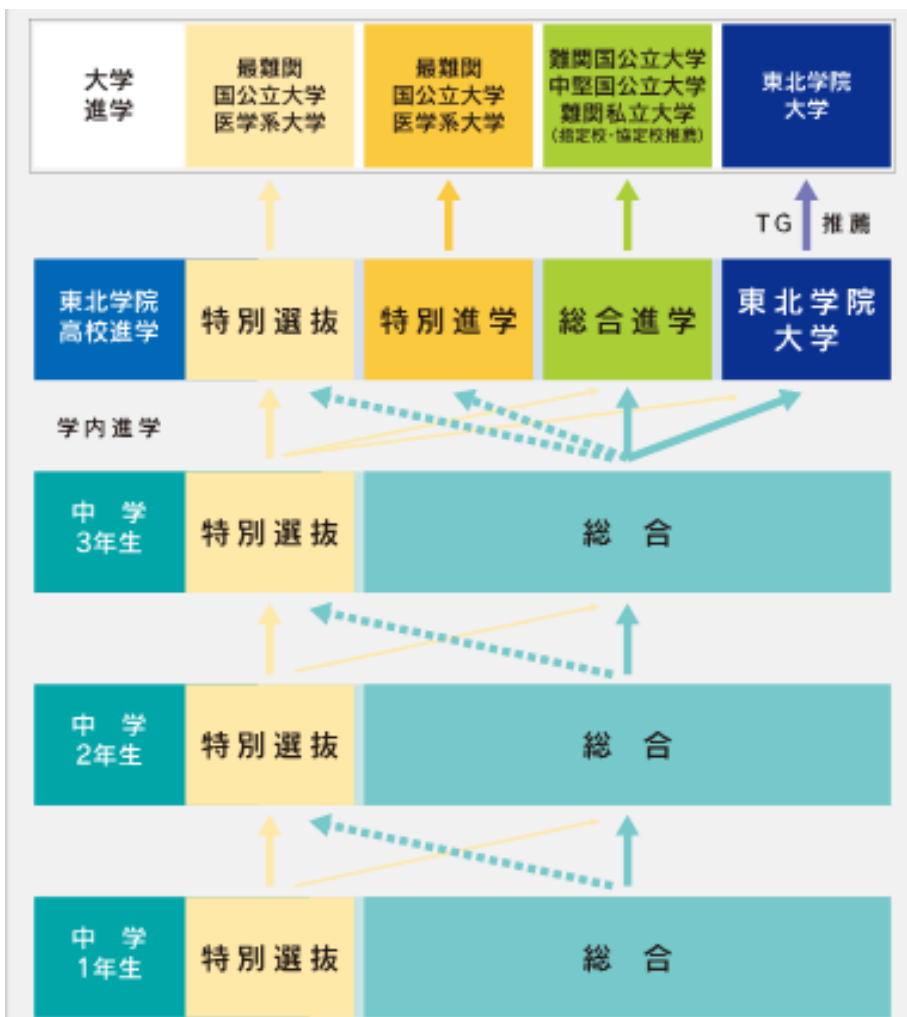 大学
進学
最難関
国公立大学
医学系大学
最難関
国公立大学
医学系大学
難関国公立大学
中堅国公立大学
難関私立大学
(指定校・協定校推薦)
東北学院
大学
TG 推薦
東北学院
高校進学
特別選抜
特別進学
総合進学
東北学院
大学
学内進学
中 学
3年生
特別選抜
総 合
中 学
2年生
特別選抜
総 合
中 学
1年生
特別選抜
総 合